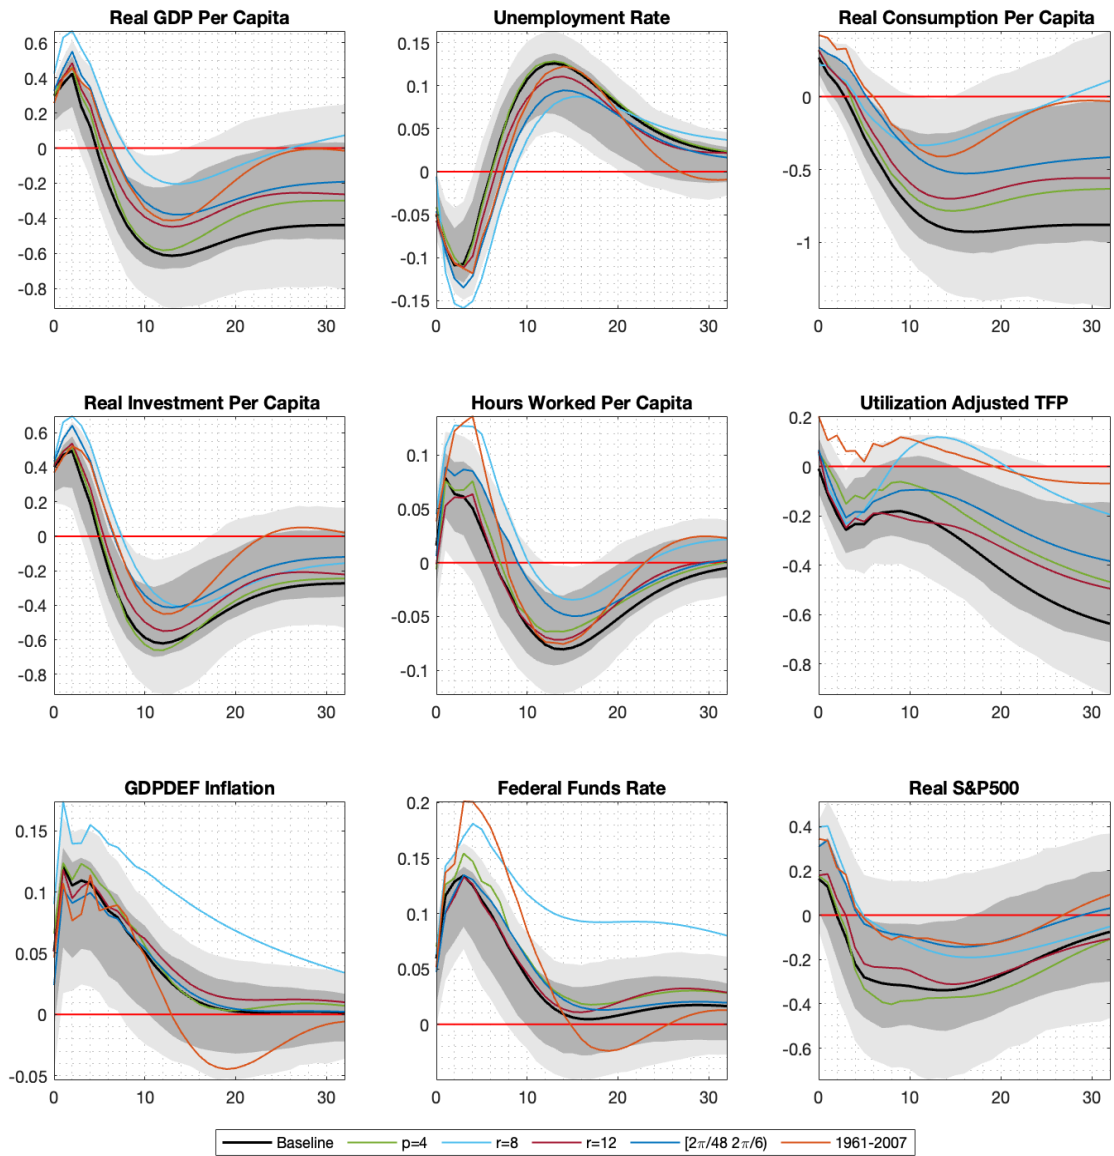 Real GDP Per Capita
0.6
0.4
0.2
0
-0.2
-0.4
-0.6
-0.8
0 10 20 30
Unemployment Rate
0.15
0.1
0.05
0
-0.05
-0.1
-0.15
0 10 20 30
Real Consumption Per Capita
0
-0.5
-1
0 10 20 30
Real Investment Per Capita
0.6
0.4
0.2
0
-0.2
-0.4
-0.6
-0.8
0 10 20 30
Hours Worked Per Capita
0.1
0.05
0
-0.05
-0.1
0 10 20 30
Utilization Adjusted TFP
0.2
0
-0.2
-0.4
-0.6
-0.8
0 10 20 30
GDPDEF Inflation
0.15
0.1
0.05
0
-0.05
0 10 20 30
Federal Funds Rate
0.2
0.15
0.1
0.05
0
0 10 20 30
Real S&P500
0.4
0.2
0
-0.2
-0.4
-0.6
0 10 20 30
Baseline p=4 r=8 r=12 [2π/48 2π/6) 1961-2007